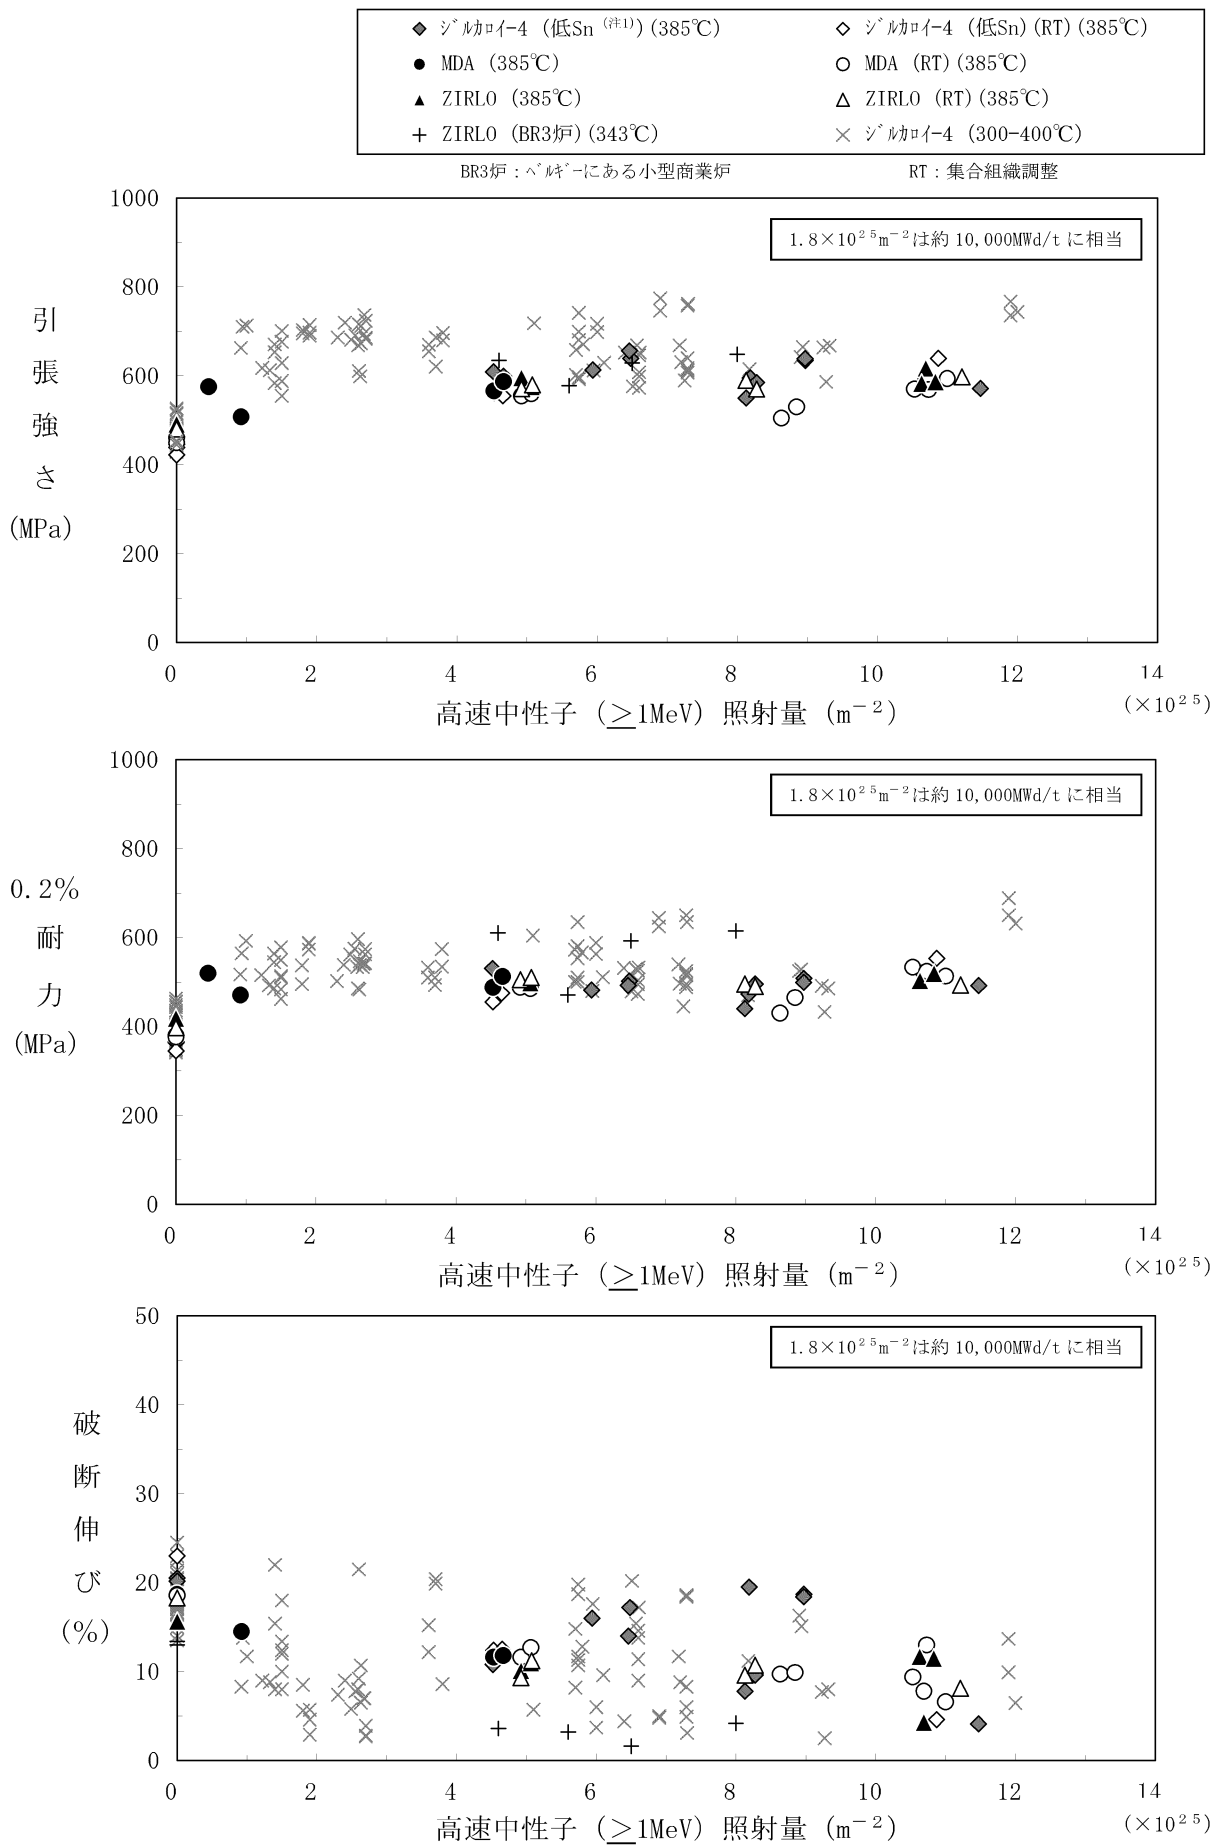 ｼﾞﾙｶﾛｲ-4 (低Sn (注1)) (385℃)
ｼﾞﾙｶﾛｲ-4 (低Sn) (RT) (385℃)
MDA (385℃)
MDA (RT) (385℃)
ZIRLO (385℃)
ZIRLO (RT) (385℃)
ZIRLO (BR3炉) (343℃)
ｼﾞﾙｶﾛｲ-4 (300-400℃)
BR3炉：ﾍﾞﾙｷﾞｰにある小型商業炉
RT：集合組織調整
1.8×10²⁵m⁻²は約10,000MWd/tに相当
引張強さ
(MPa)
1000
800
600
400
200
0
0 2 4 6 8 10 12 14
高速中性子 (≥1MeV) 照射量 (m⁻²)
(×10²⁵)
1.8×10²⁵m⁻²は約10,000MWd/tに相当
0.2%
耐力
(MPa)
1000
800
600
400
200
0
0 2 4 6 8 10 12 14
高速中性子 (≥1MeV) 照射量 (m⁻²)
(×10²⁵)
1.8×10²⁵m⁻²は約10,000MWd/tに相当
破断伸び
(%)
50
40
30
20
10
0
0 2 4 6 8 10 12 14
高速中性子 (≥1MeV) 照射量 (m⁻²)
(×10²⁵)